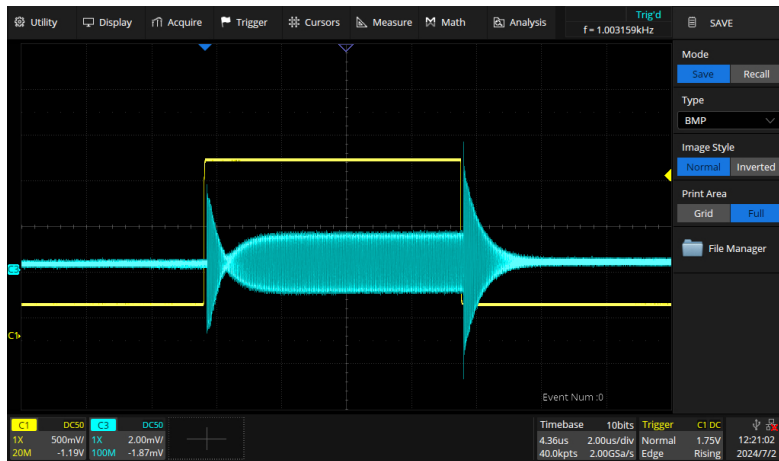 Utility Display Acquire Trigger Cursors Measure Math Analysis
Trig'd
f = 1.003159kHz
SAVE
Mode
Save Recall
Type
BMP
Image Style
Normal Inverted
Print Area
Grid Full
File Manager
C3
C1
Event Num :0
C1 DC50
1X 500mV/
20M -1.19V
C3 DC50
1X 2.00mV/
100M -1.87mV
Timebase 10bits
4.36us 2.00us/div
40.0kpts 2.00GSa/s
Trigger C1 DC
Normal 1.75V
Edge Rising
12:21:02
2024/7/2